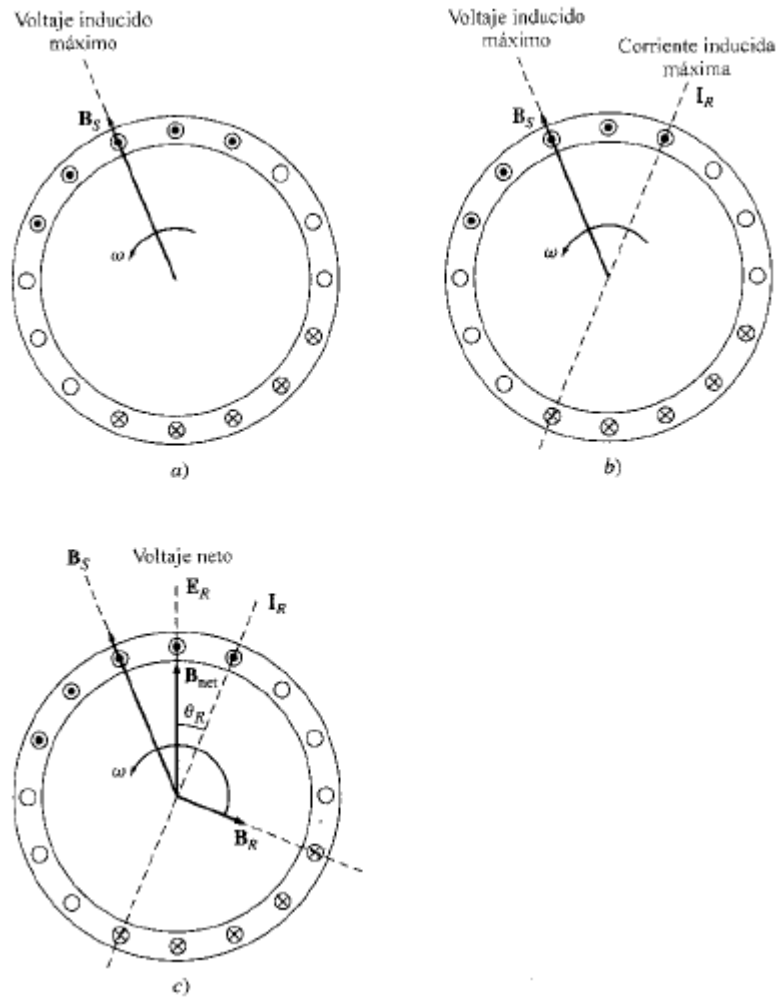 Voltaje inducido
máximo
B_S
ω
a)
Voltaje inducido
máximo
Corriente inducida
máxima
I_R
B_S
ω
b)
B_S
Voltaje neto
E_R
I_R
B_net
θ_R
ω
B_R
c)